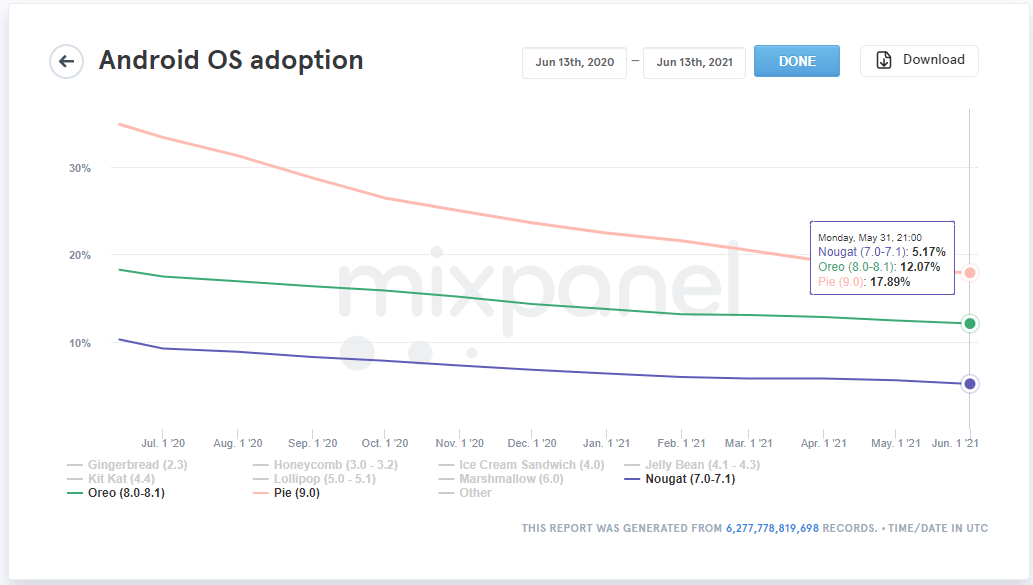 Android OS adoption
Jun 13th, 2020 – Jun 13th, 2021 DONE Download
30%
20%
10%
mixpanel
Monday, May 31, 21:00
Nougat (7.0-7.1): 5.17%
Oreo (8.0-8.1): 12.07%
Pie (9.0): 17.89%
Jul. 1 '20 Aug. 1 '20 Sep. 1 '20 Oct. 1 '20 Nov. 1 '20 Dec. 1 '20 Jan. 1 '21 Feb. 1 '21 Mar. 1 '21 Apr. 1 '21 May. 1 '21 Jun. 1 '21
Gingerbread (2.3) Honeycomb (3.0 - 3.2) Ice Cream Sandwich (4.0) Jelly Bean (4.1 - 4.3)
Kit Kat (4.4) Lollipop (5.0 - 5.1) Marshmallow (6.0) Nougat (7.0-7.1)
Oreo (8.0-8.1) Pie (9.0) Other
THIS REPORT WAS GENERATED FROM 6,277,778,819,698 RECORDS. • TIME/DATE IN UTC